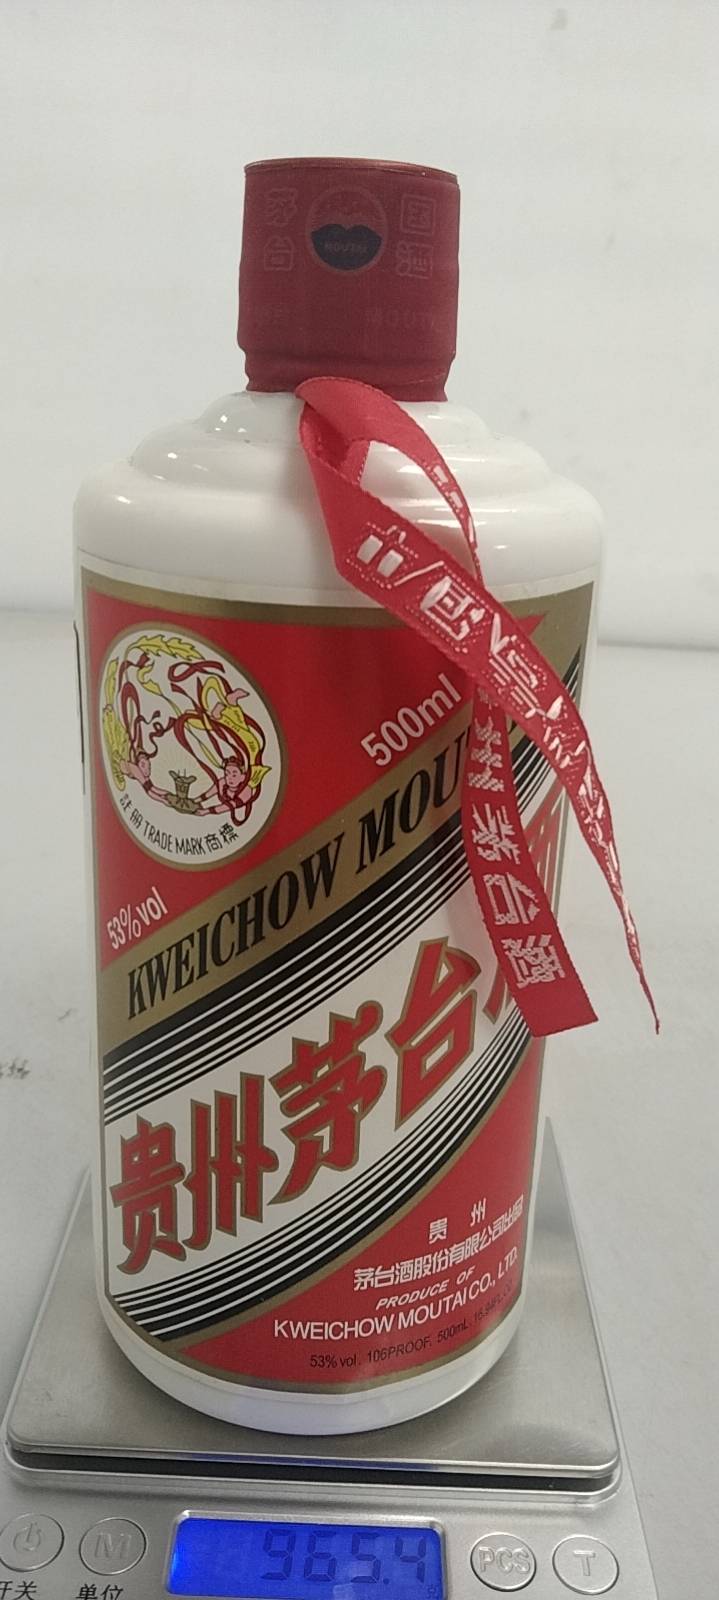 茅台
国酒
MOUTAI
中国贵州茅台酒
500ml
註册 TRADE MARK 商標
53%vol
KWEICHOW MOU
贵州茅台
贵州
茅台酒股份有限公司出品
PRODUCE OF
KWEICHOW MOUTAI CO., LTD.
53%vol. 106PROOF. 500mL.
965.4
M
PCS
T
开关
单位